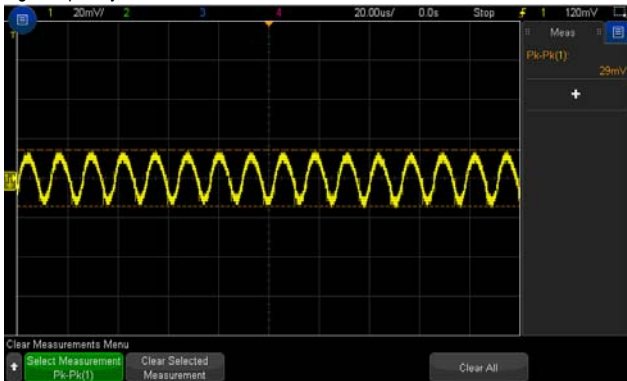 1 20mV/ 2 3 4 20.00us/ 0.0s Stop 1 120mV
Meas
Pk-Pk(1):
29mV
+
Clear Measurements Menu
Select Measurement
Pk-Pk(1)
Clear Selected
Measurement
Clear All